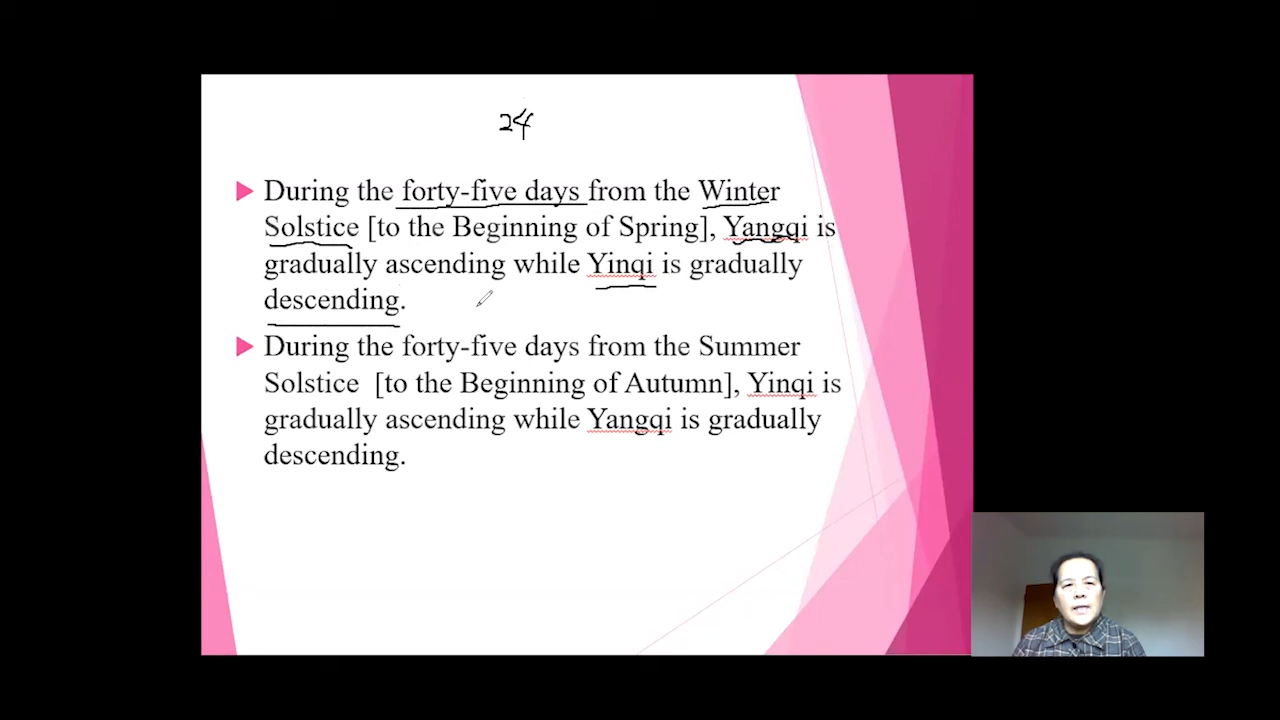 24
During the forty-five days from the Winter
Solstice [to the Beginning of Spring], Yangqi is
gradually ascending while Yinqi is gradually
descending.
During the forty-five days from the Summer
Solstice [to the Beginning of Autumn], Yinqi is
gradually ascending while Yangqi is gradually
descending.